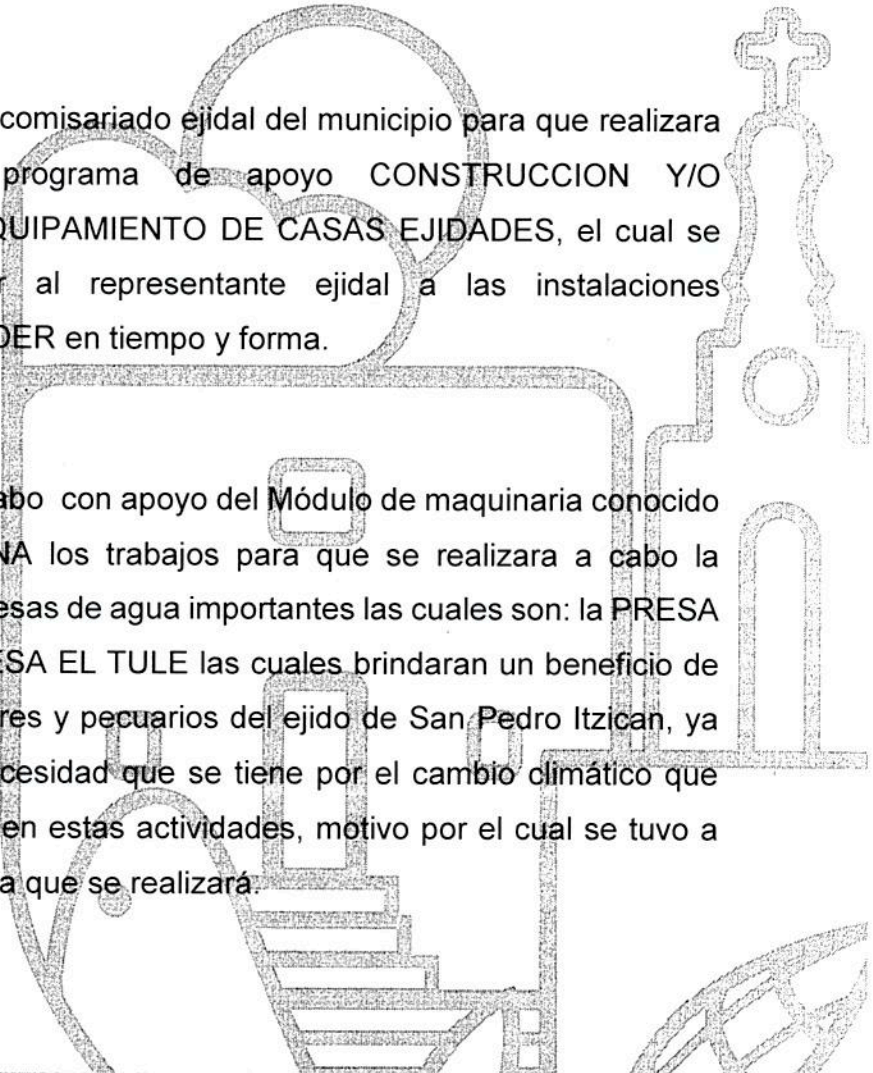 comisariado ejidal del municipio para que realizara
programa de apoyo CONSTRUCCION Y/O
QUIPAMIENTO DE CASAS EJIDADES, el cual se
r al representante ejidal a las instalaciones
DER en tiempo y forma.
abo con apoyo del Módulo de maquinaria conocido
NA los trabajos para que se realizara a cabo la
esas de agua importantes las cuales son: la PRESA
ESA EL TULE las cuales brindaran un beneficio de
res y pecuarios del ejido de San Pedro Itzican, ya
cesidad que se tiene por el cambio climático que
en estas actividades, motivo por el cual se tuvo a
a que se realizará.